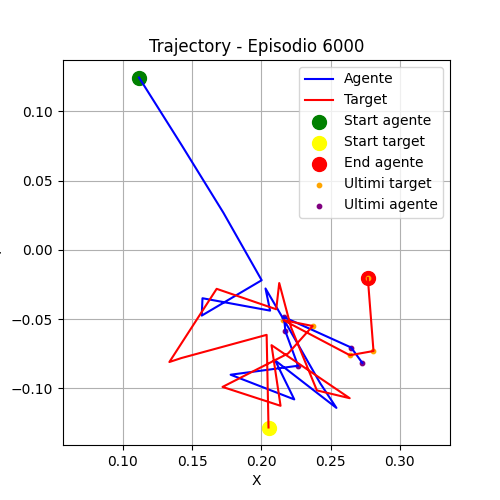 Trajectory - Episodio 6000
Agente
Target
Start agente
Start target
End agente
Ultimi target
Ultimi agente
0.10
0.05
0.00
−0.05
−0.10
0.10 0.15 0.20 0.25 0.30
X